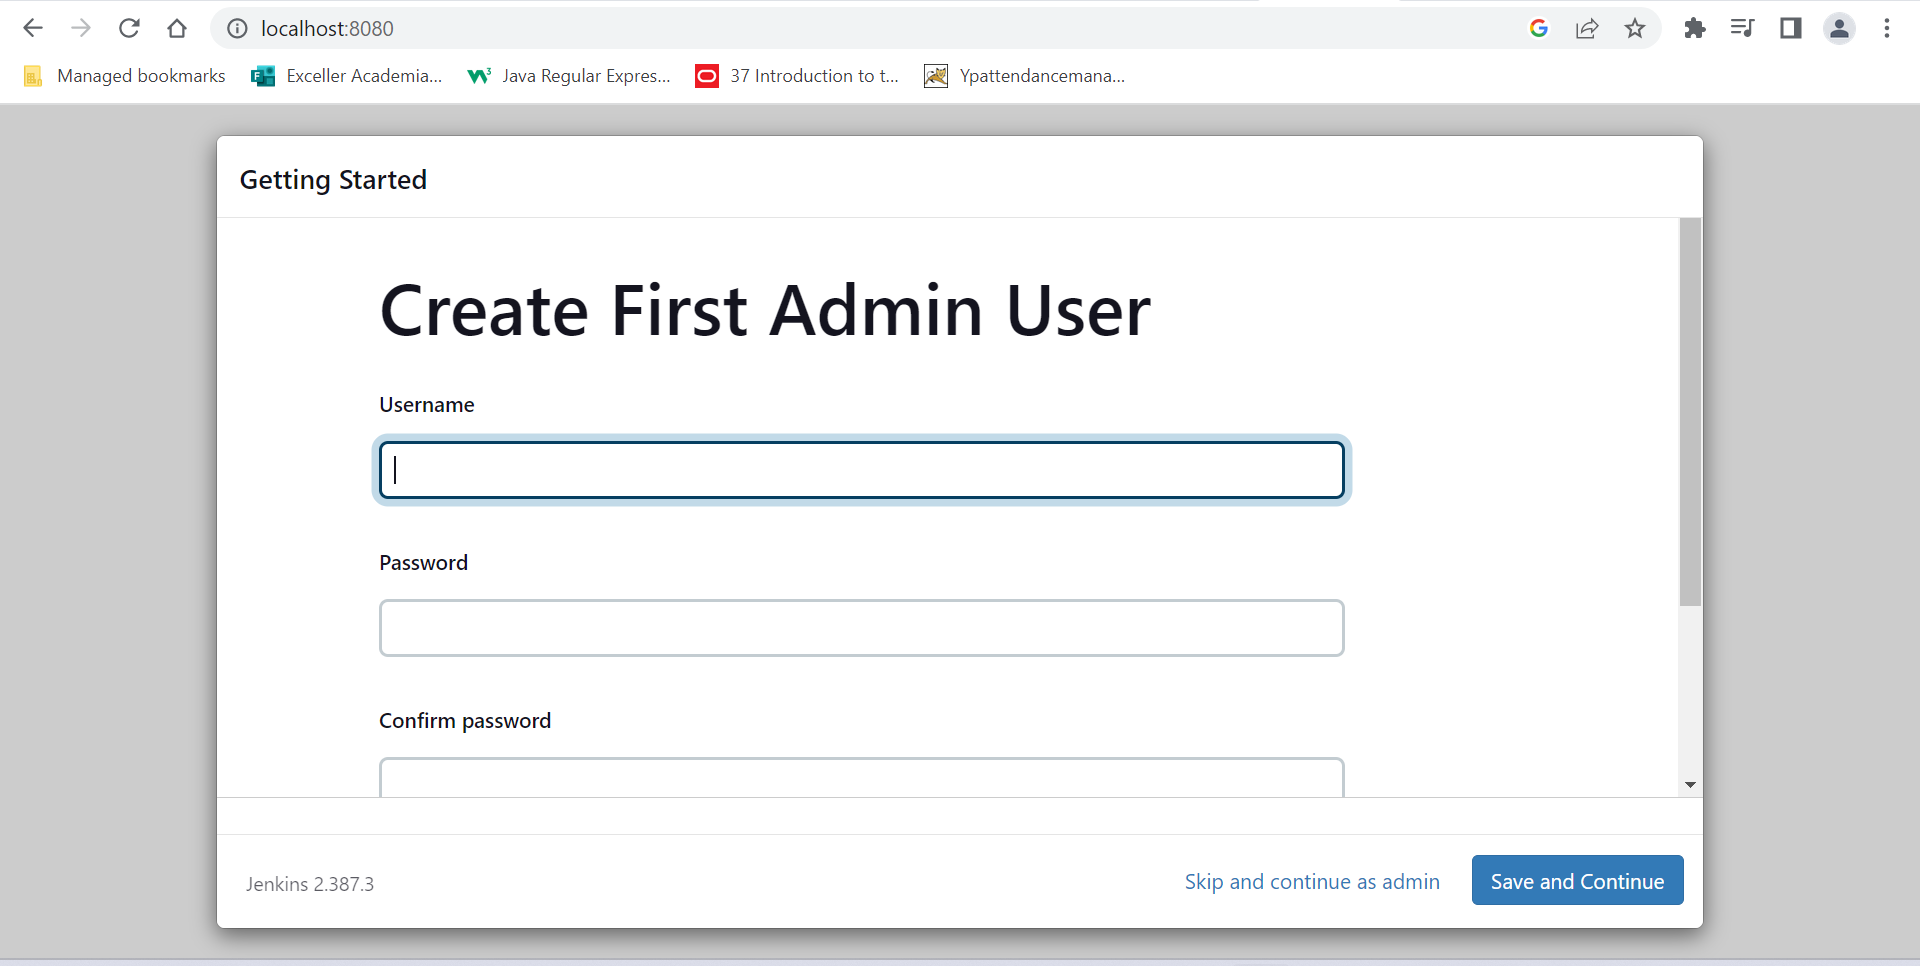 localhost:8080
Managed bookmarks Exceller Academia... Java Regular Expres... 37 Introduction to t... Ypattendancemana...
Getting Started
Create First Admin User
Username
Password
Confirm password
Jenkins 2.387.3 Skip and continue as admin Save and Continue